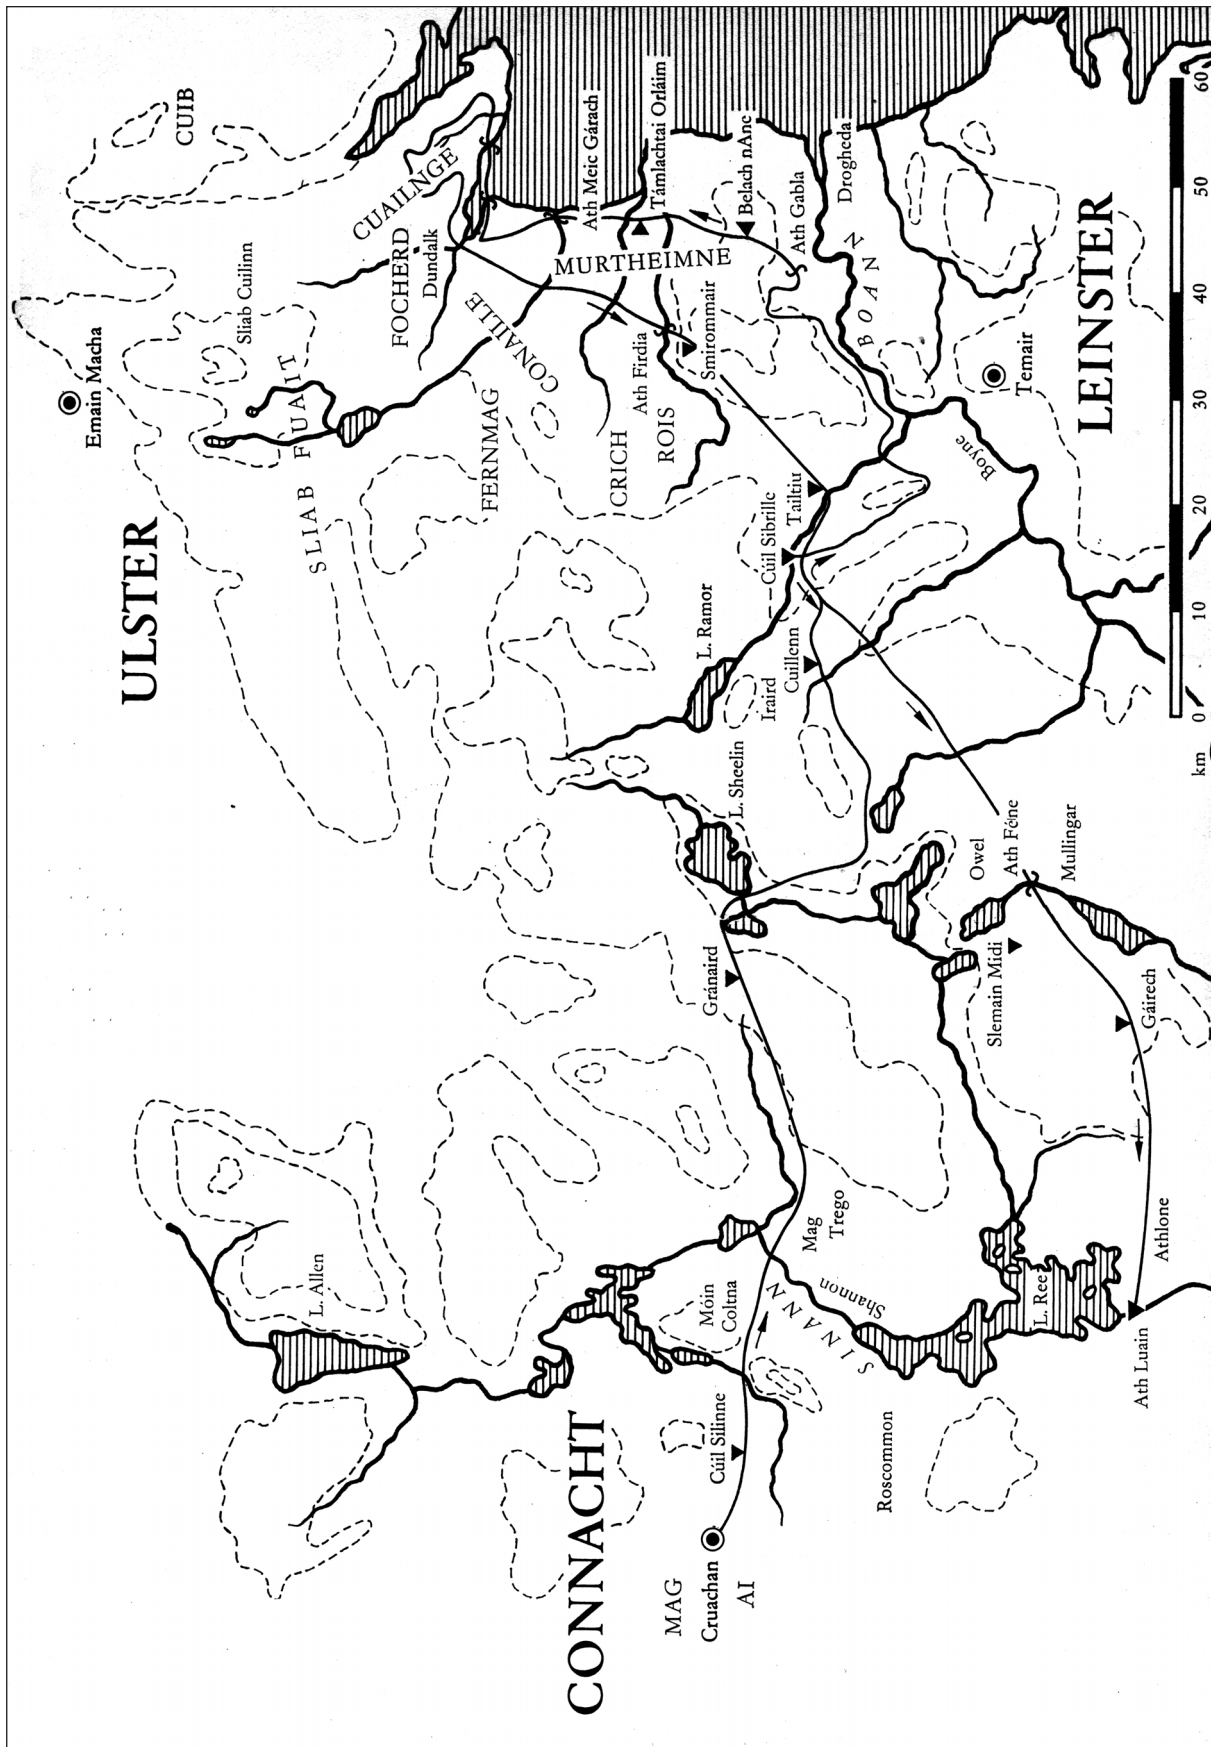 ULSTER
CONNACHT
LEINSTER
Emain Macha
CUIB
Sliab Cuilinn
SLIAB FUAIT
CUAILNGE
FOCHERD
Dundalk
CONAILLE
MURTHEIMNE
FERNMAG
CRICH
ROIS
Ath Firdia
Smirommair
Ath Meic Gárach
Támlachtai Orláim
Belach nAnc
Ath Gabla
Drogheda
BOANN
Boyne
Temair
Tailtiu
Cúil Sibrille
L. Ramor
Iraird
Cuillenn
L. Sheelin
Gránaird
Owel
Ath Féine
Mullingar
Slemain Midi
Gáirech
L. Allen
Móin
Coltna
Mag
Trego
SINANN
Shannon
L. Ree
Athlone
Ath Luain
Roscommon
Cúil Silinne
MAG
Cruachan
AI
km 0 10 20 30 40 50 60